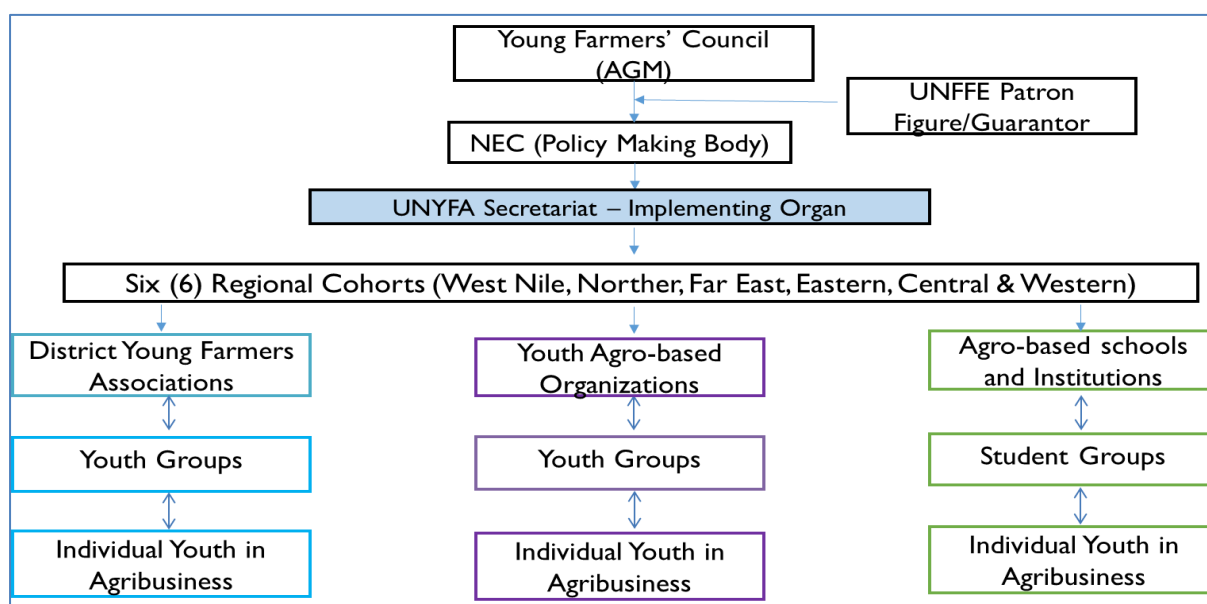 Young Farmers' Council
(AGM)
UNFFE Patron
Figure/Guarantor
NEC (Policy Making Body)
UNYFA Secretariat – Implementing Organ
Six (6) Regional Cohorts (West Nile, Norther, Far East, Eastern, Central & Western)
District Young Farmers
Associations
Youth Agro-based
Organizations
Agro-based schools
and Institutions
Youth Groups
Youth Groups
Student Groups
Individual Youth in
Agribusiness
Individual Youth in
Agribusiness
Individual Youth in
Agribusiness